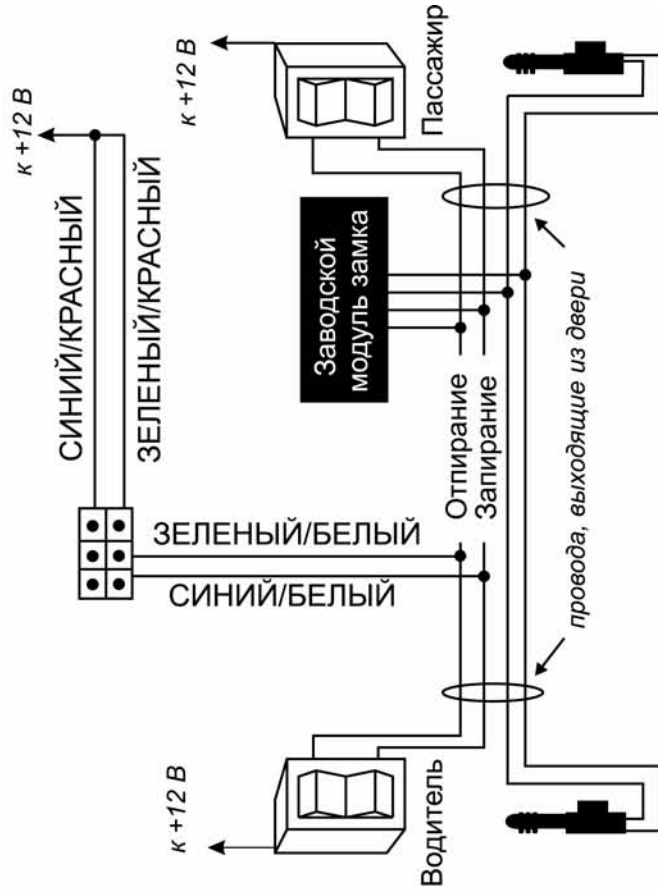 к +12 В
СИНИЙ/КРАСНЫЙ
ЗЕЛЕНЫЙ/КРАСНЫЙ
к +12 В
Пассажир
Заводской
модуль замка
ЗЕЛЕНЫЙ/БЕЛЫЙ
СИНИЙ/БЕЛЫЙ
Отпирание
Запирание
провода, выходящие из двери
к +12 В
Водитель